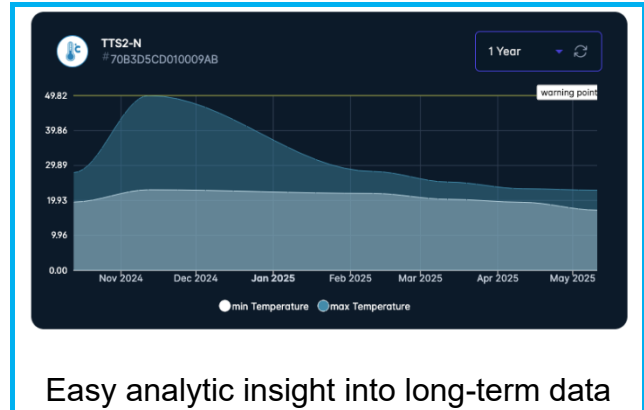 TTS2-N
#70B3D5CD010009AB
1 Year
warning point
49.82
39.86
29.89
19.93
9.96
0.00
Nov 2024 Dec 2024 Jan 2025 Feb 2025 Mar 2025 Apr 2025 May 2025
min Temperature max Temperature
Easy analytic insight into long-term data